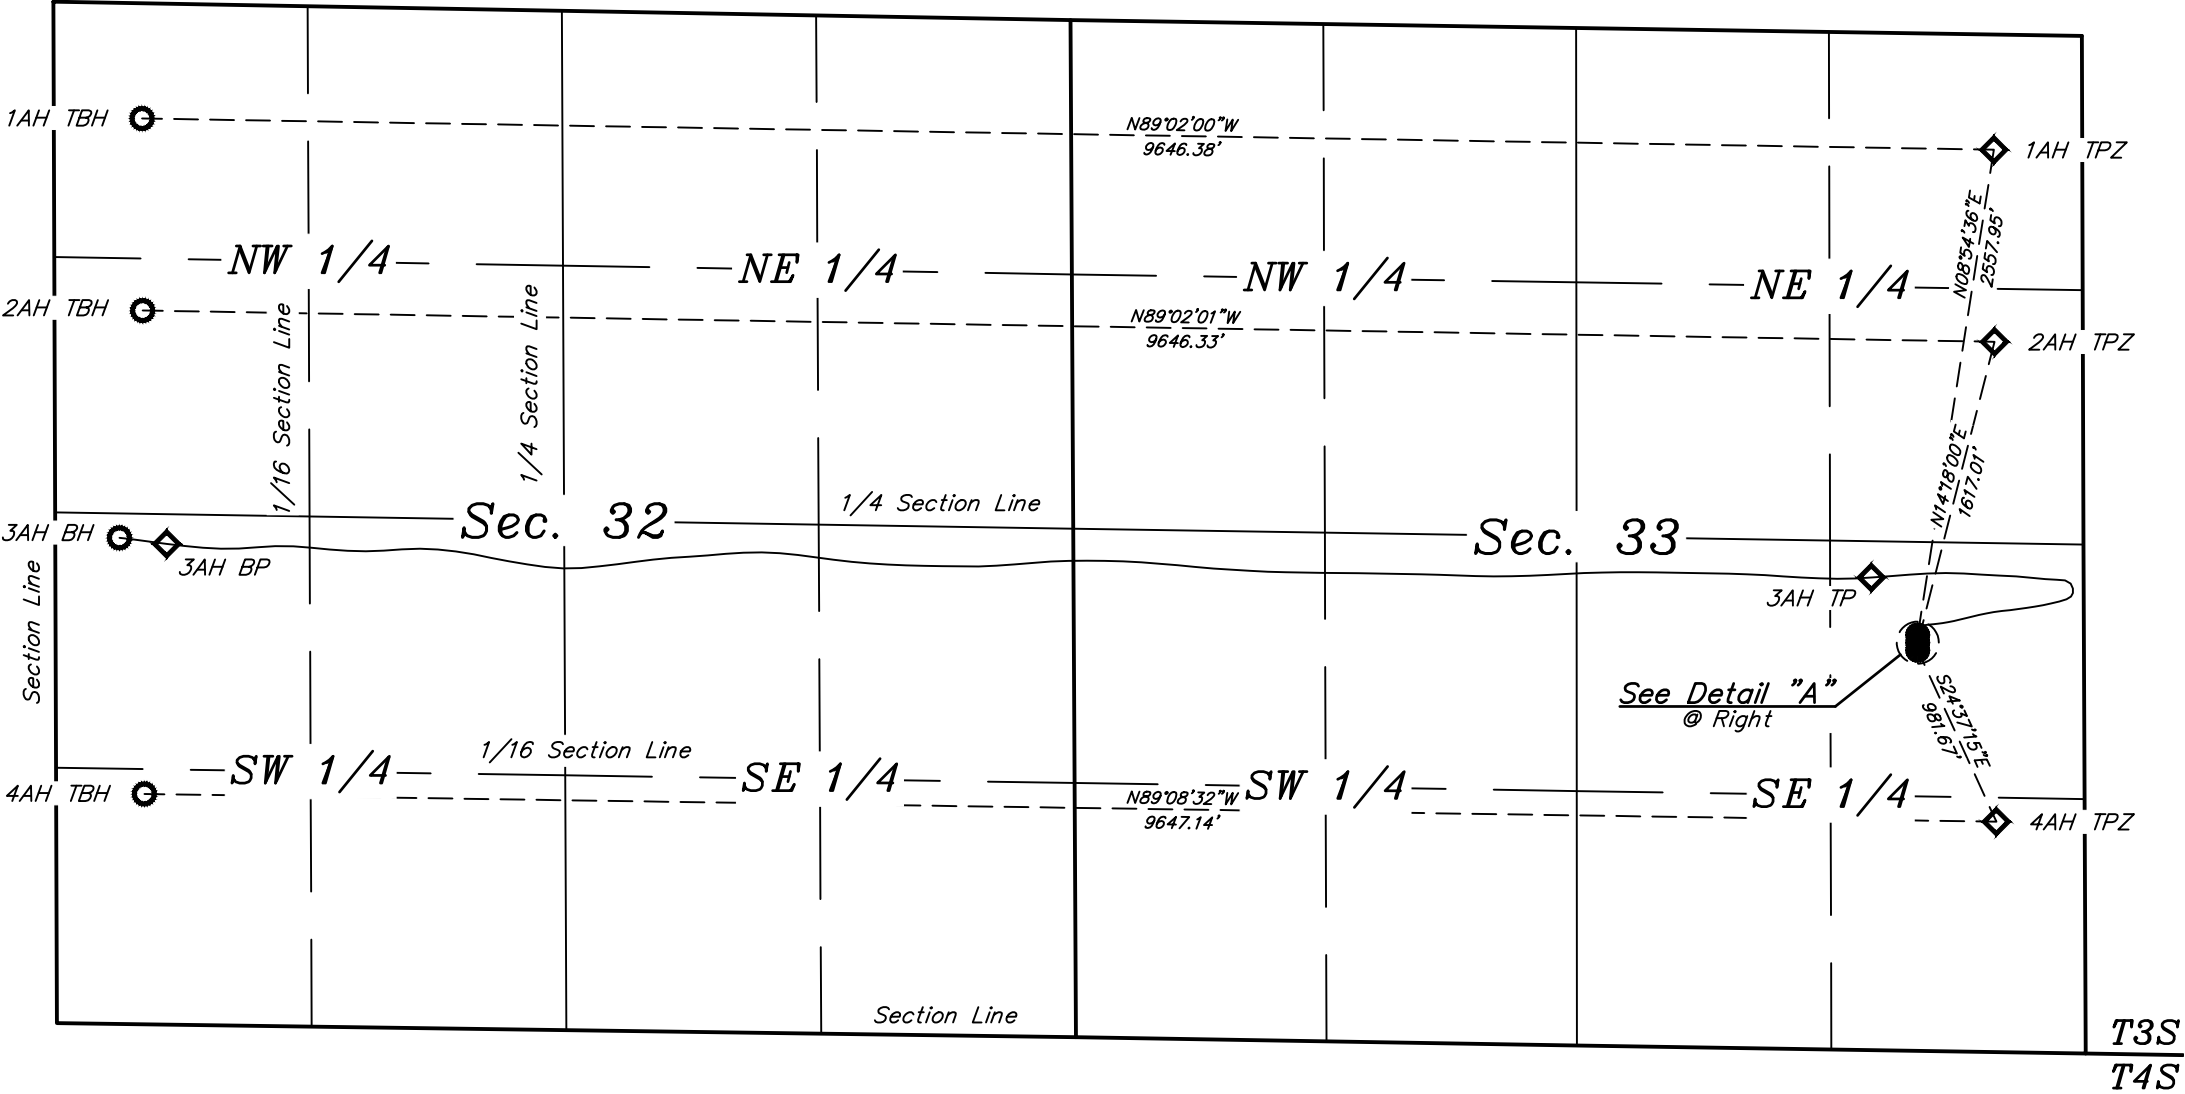 1AH TBH
N89°02'00"W
9646.38'
1AH TPZ
N08°54'36"E
2557.95'
NW 1/4
NE 1/4
NW 1/4
NE 1/4
2AH TBH
N89°02'01"W
9646.33'
2AH TPZ
1/16 Section Line
1/4 Section Line
N14°18'00"E
1617.01'
1/4 Section Line
Sec. 32
Sec. 33
3AH BH
3AH BP
3AH TP
Section Line
See Detail "A"
@ Right
S24°37'15"E
981.67'
1/16 Section Line
SW 1/4
SE 1/4
SW 1/4
SE 1/4
4AH TBH
N89°08'32"W
9647.14'
4AH TPZ
Section Line
T3S
T4S